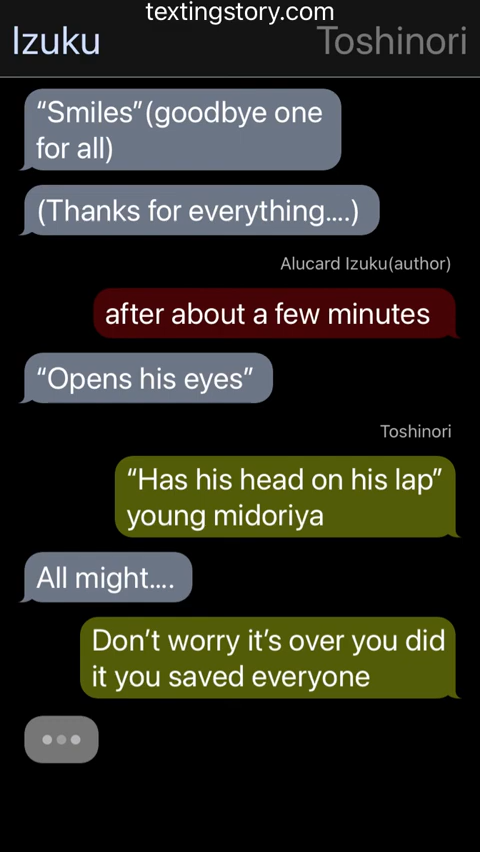 textingstory.com
Izuku
Toshinori
“Smiles”(goodbye one
for all)
(Thanks for everything....)
Alucard Izuku(author)
after about a few minutes
“Opens his eyes”
Toshinori
“Has his head on his lap”
young midoriya
All might....
Don’t worry it’s over you did
it you saved everyone